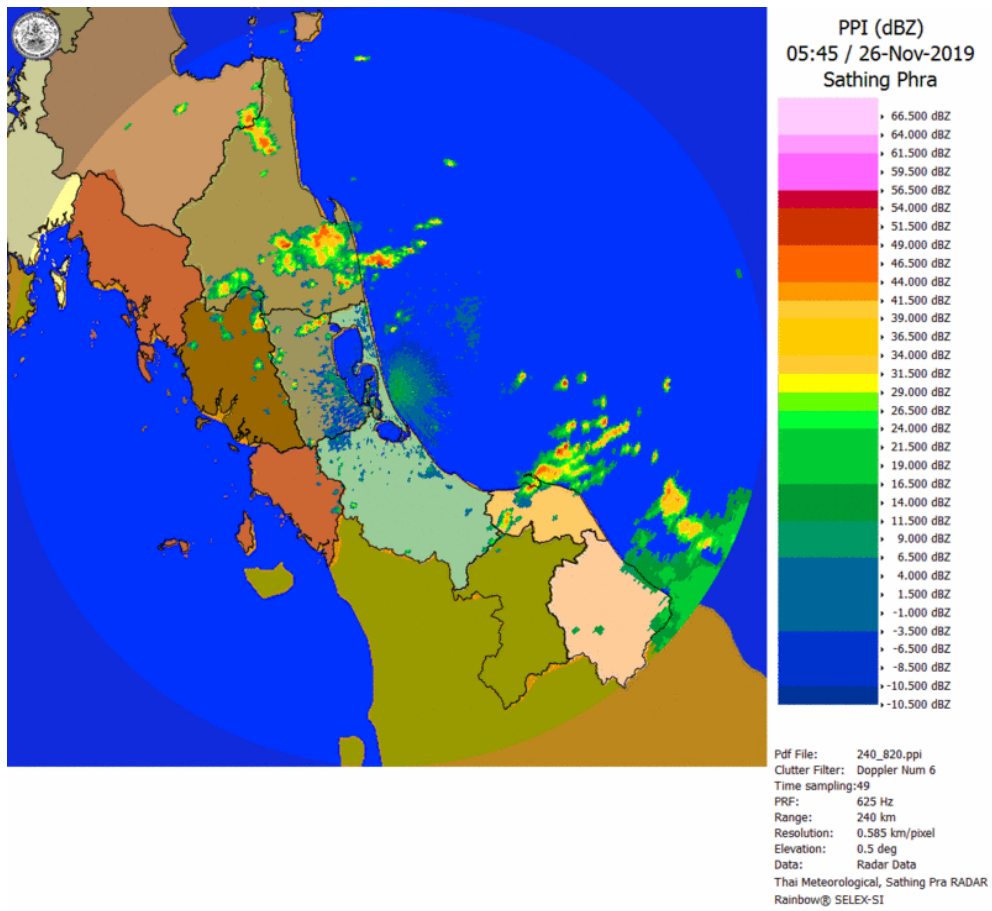 PPI (dBZ)
05:45 / 26-Nov-2019
Sathing Phra
66.500 dBZ
64.000 dBZ
61.500 dBZ
59.500 dBZ
56.500 dBZ
54.000 dBZ
51.500 dBZ
49.000 dBZ
46.500 dBZ
44.000 dBZ
41.500 dBZ
39.000 dBZ
36.500 dBZ
34.000 dBZ
31.500 dBZ
29.000 dBZ
26.500 dBZ
24.000 dBZ
21.500 dBZ
19.000 dBZ
16.500 dBZ
14.000 dBZ
11.500 dBZ
9.000 dBZ
6.500 dBZ
4.000 dBZ
1.500 dBZ
-1.000 dBZ
-3.500 dBZ
-6.500 dBZ
-8.500 dBZ
-10.500 dBZ
-10.500 dBZ
Pdf File: 240_820.ppi
Clutter Filter: Doppler Num 6
Time sampling:49
PRF: 625 Hz
Range: 240 km
Resolution: 0.585 km/pixel
Elevation: 0.5 deg
Data: Radar Data
Thai Meteorological, Sathing Pra RADAR
Rainbow® SELEX-SI